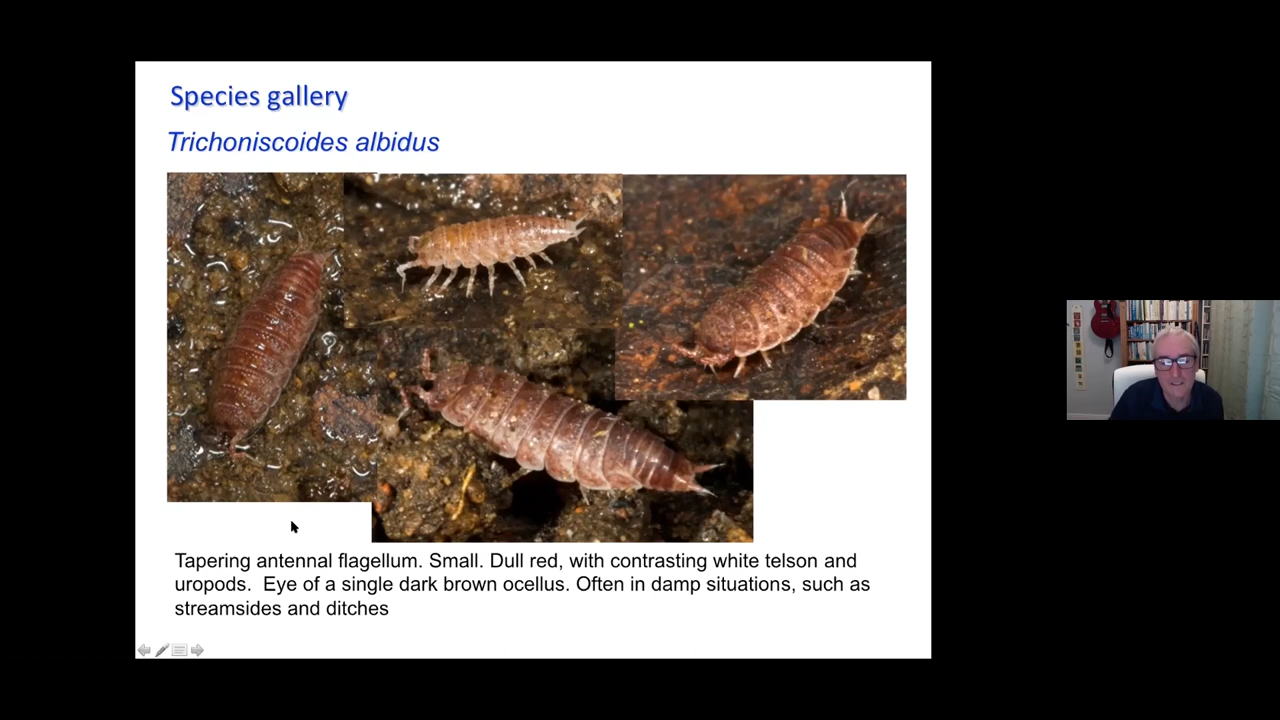 Species gallery
Trichoniscoides albidus
Tapering antennal flagellum. Small. Dull red, with contrasting white telson and
uropods.  Eye of a single dark brown ocellus. Often in damp situations, such as
streamsides and ditches